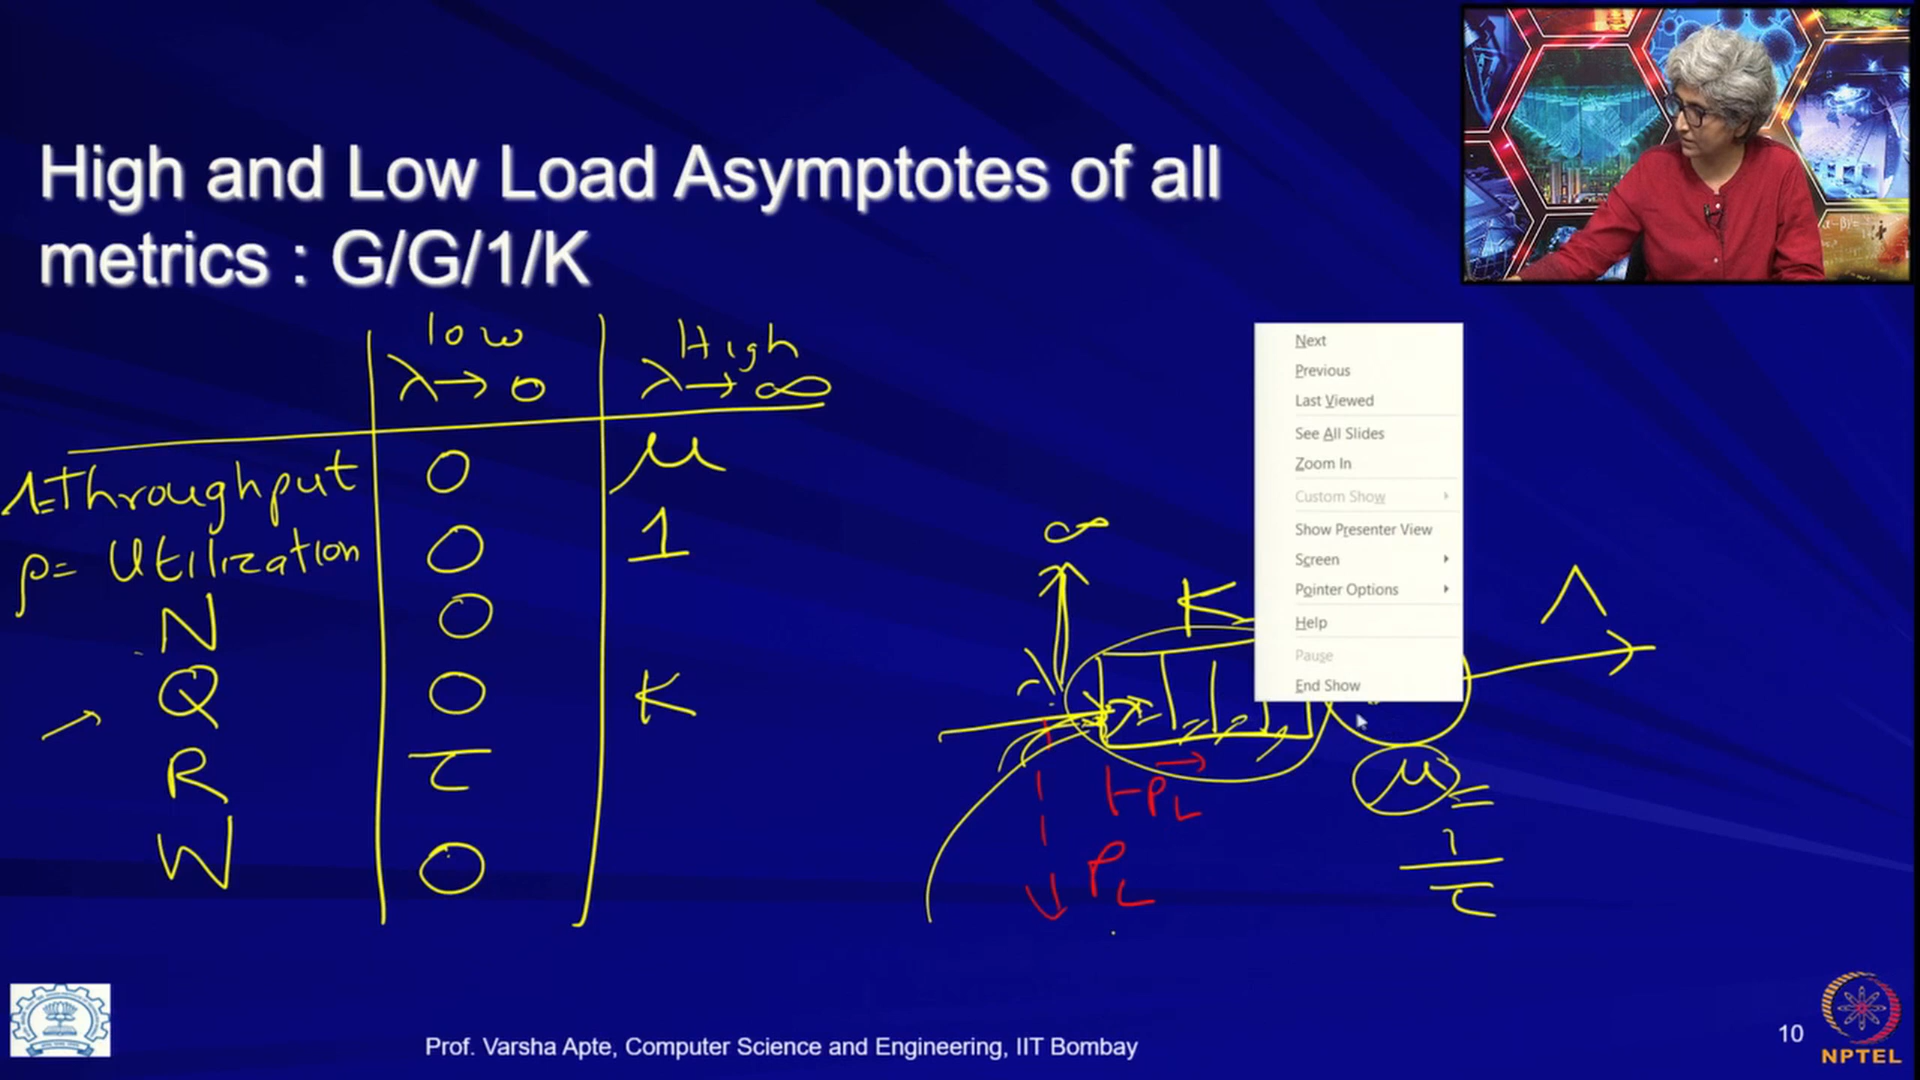 High and Low Load Asymptotes of all
metrics : G/G/1/K
low
λ→0
High
λ→∞
Λ=Throughput 0 μ
ρ= Utilization 0 1
N 0
Q 0 K
R τ
W 0
∞
K
λ
Λ
1-PL
PL
μ =
1
τ
Next
Previous
Last Viewed
See All Slides
Zoom In
Custom Show
Show Presenter View
Screen
Pointer Options
Help
Pause
End Show
Prof. Varsha Apte, Computer Science and Engineering, IIT Bombay
10
NPTEL